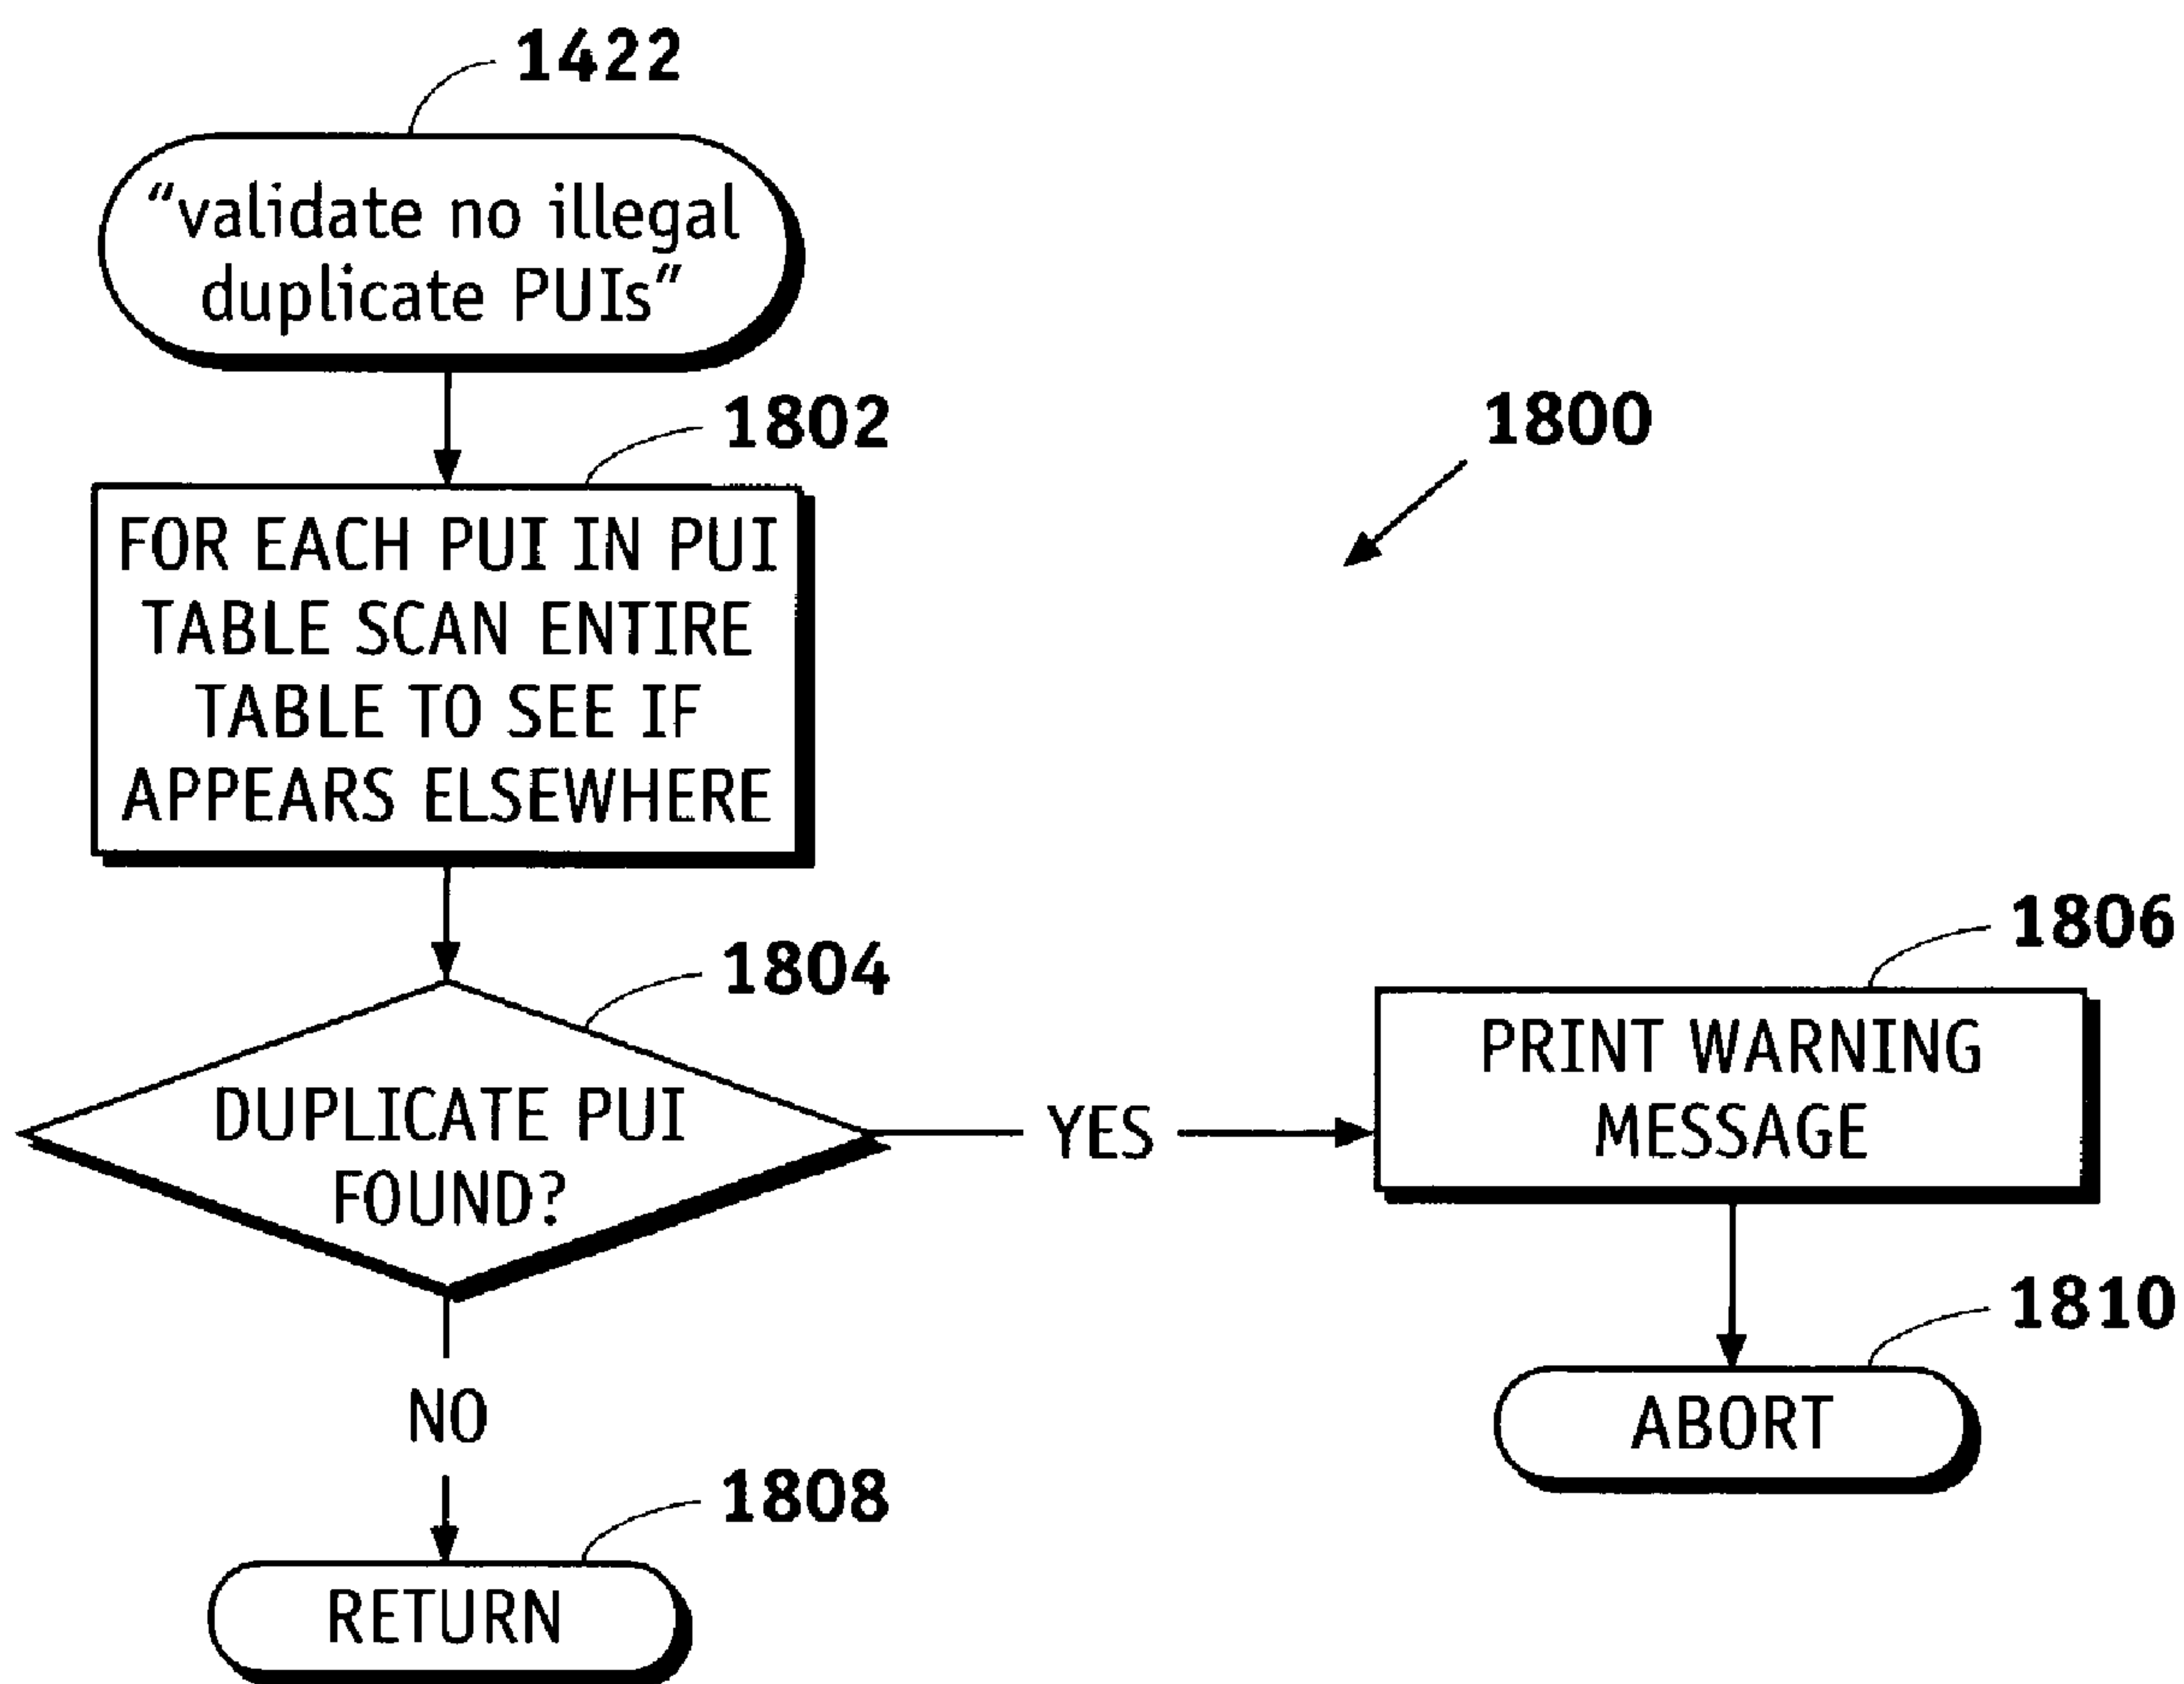 1422
“validate no illegal
duplicate PUIs”
1802
1800
FOR EACH PUI IN PUI
TABLE SCAN ENTIRE
TABLE TO SEE IF
APPEARS ELSEWHERE
1804
1806
DUPLICATE PUI
FOUND?
YES
PRINT WARNING
MESSAGE
NO
1810
ABORT
1808
RETURN